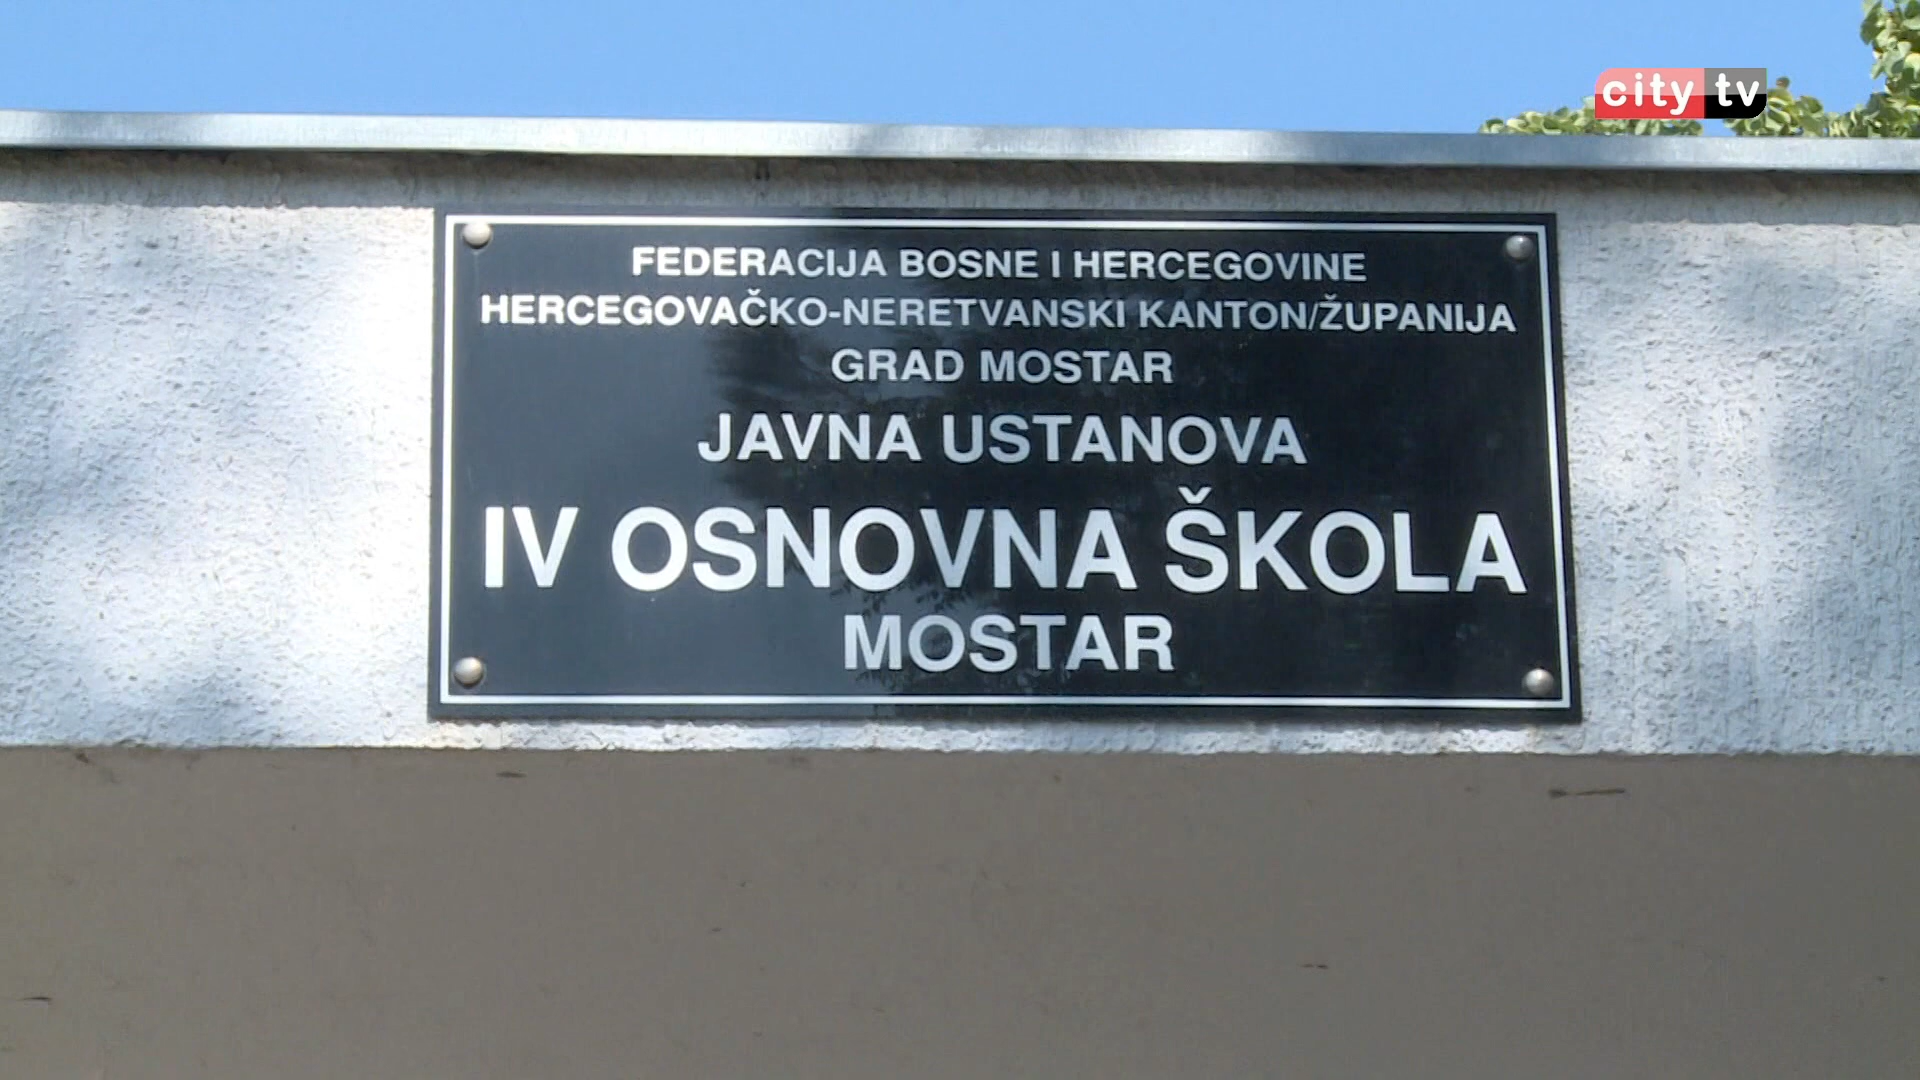 city tv
FEDERACIJA BOSNE I HERCEGOVINE
HERCEGOVAČKO-NERETVANSKI KANTON/ŽUPANIJA
GRAD MOSTAR
JAVNA USTANOVA
IV OSNOVNA ŠKOLA
MOSTAR